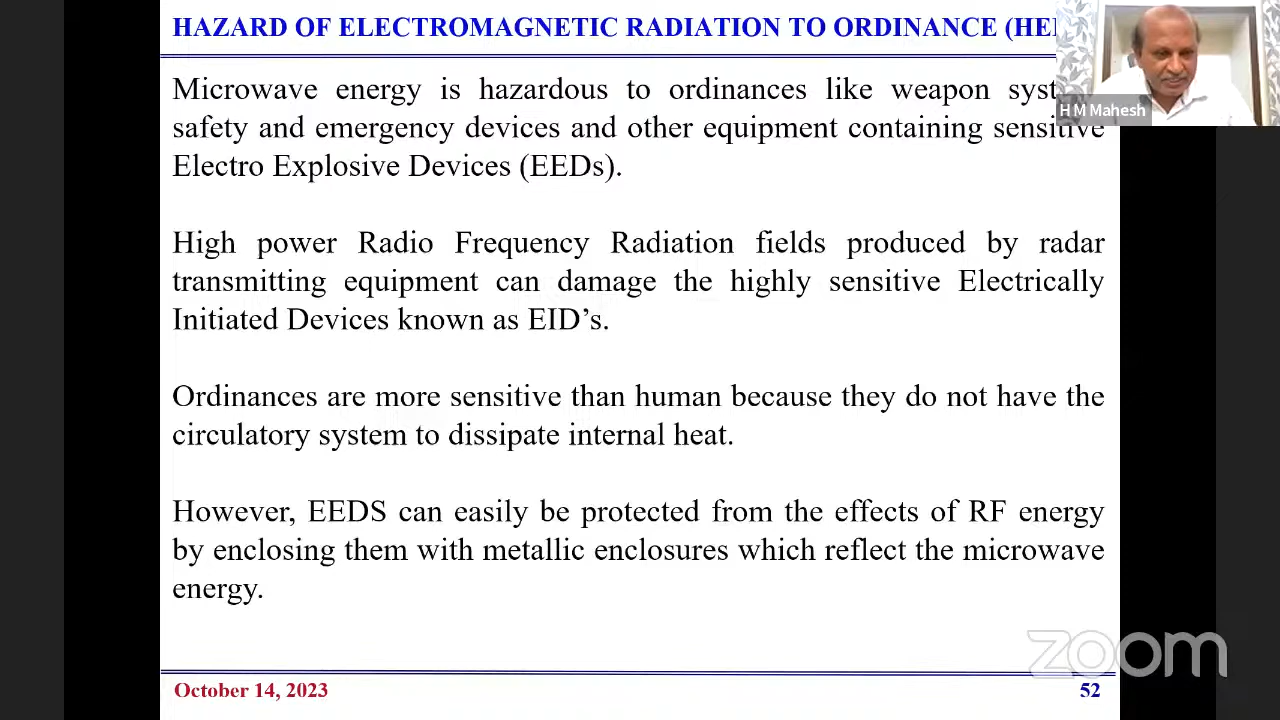 HAZARD OF ELECTROMAGNETIC RADIATION TO ORDINANCE
H M Mahesh
Microwave energy is hazardous to ordinances like weapon
safety and emergency devices and other equipment containing sensitive
Electro Explosive Devices (EEDs).
High power Radio Frequency Radiation fields produced by radar
transmitting equipment can damage the highly sensitive Electrically
Initiated Devices known as EID’s.
Ordinances are more sensitive than human because they do not have the
circulatory system to dissipate internal heat.
However, EEDS can easily be protected from the effects of RF energy
by enclosing them with metallic enclosures which reflect the microwave
energy.
zoom
October 14, 2023
52